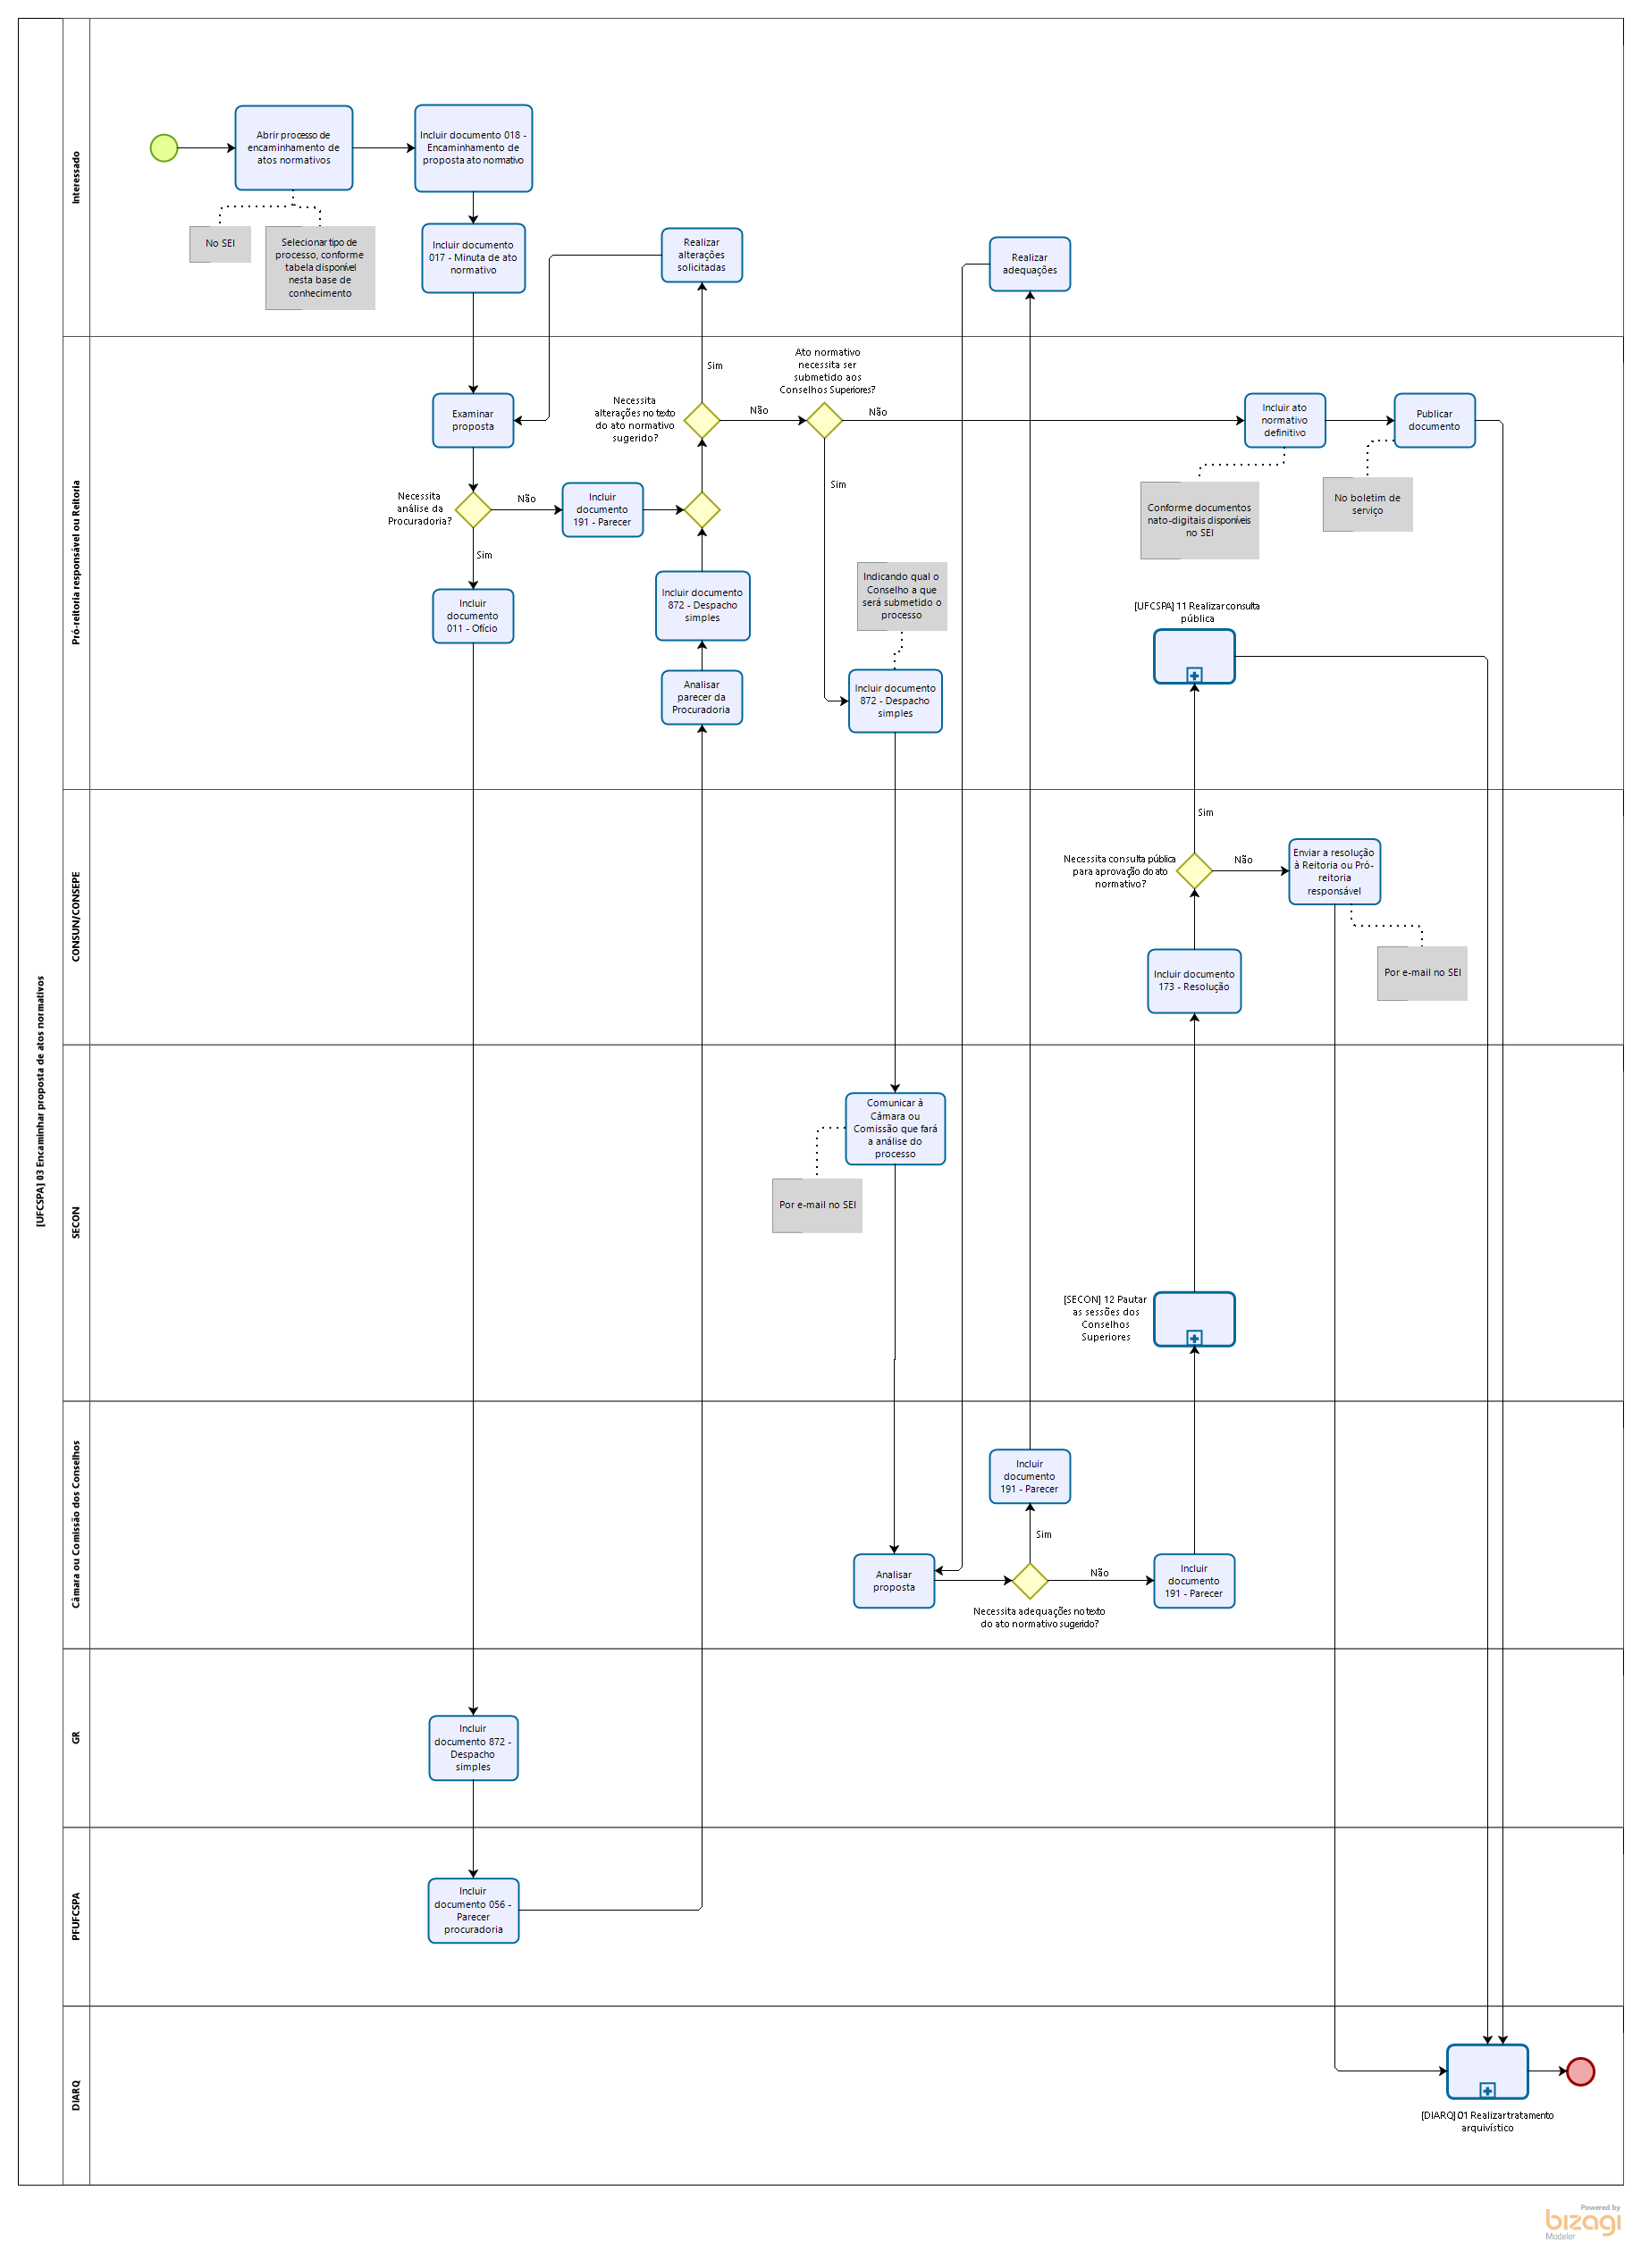 [UFCSPA] 03 Encaminhar proposta de atos normativos
Interessado
Abrir processo de
encaminhamento de
atos normativos
Incluir documento 018 -
Encaminhamento de
proposta ato normativo
No SEI
Selecionar tipo de
processo, conforme
tabela disponível
nesta base de
conhecimento
Incluir documento
017 - Minuta de ato
normativo
Realizar
alterações
solicitadas
Realizar
adequações
Pró-reitoria responsável ou Reitoria
Examinar
proposta
Necessita
análise da
Procuradoria?
Não
Sim
Incluir
documento
191 - Parecer
Incluir
documento
011 - Ofício
Necessita
alterações no texto
do ato normativo
sugerido?
Sim
Não
Ato normativo
necessita ser
submetido aos
Conselhos Superiores?
Não
Sim
Incluir documento
872 - Despacho
simples
Analisar
parecer da
Procuradoria
Indicando qual o
Conselho a que
será submetido o
processo
Incluir documento
872 - Despacho
simples
Incluir ato
normativo
definitivo
Publicar
documento
Conforme documentos
nato-digitais disponíveis
no SEI
No boletim de
serviço
[UFCSPA] 11 Realizar consulta
pública
CONSUN/CONSEPE
Sim
Necessita consulta pública
para aprovação do ato
normativo?
Não
Enviar a resolução
à Reitoria ou Pró-
reitoria
responsável
Por e-mail no SEI
Incluir documento
173 - Resolução
SECON
Comunicar à
Câmara ou
Comissão que fará
a análise do
processo
Por e-mail no SEI
[SECON] 12 Pautar
as sessões dos
Conselhos
Superiores
Câmara ou Comissão dos Conselhos
Incluir
documento
191 - Parecer
Sim
Analisar
proposta
Não
Necessita adequações no texto
do ato normativo sugerido?
Incluir
documento
191 - Parecer
GR
Incluir
documento 872 -
Despacho
simples
PFUFCSPA
Incluir
documento 056 -
Parecer
procuradoria
DIARQ
[DIARQ] 01 Realizar tratamento
arquivístico
Powered by
bizagi
Modeler